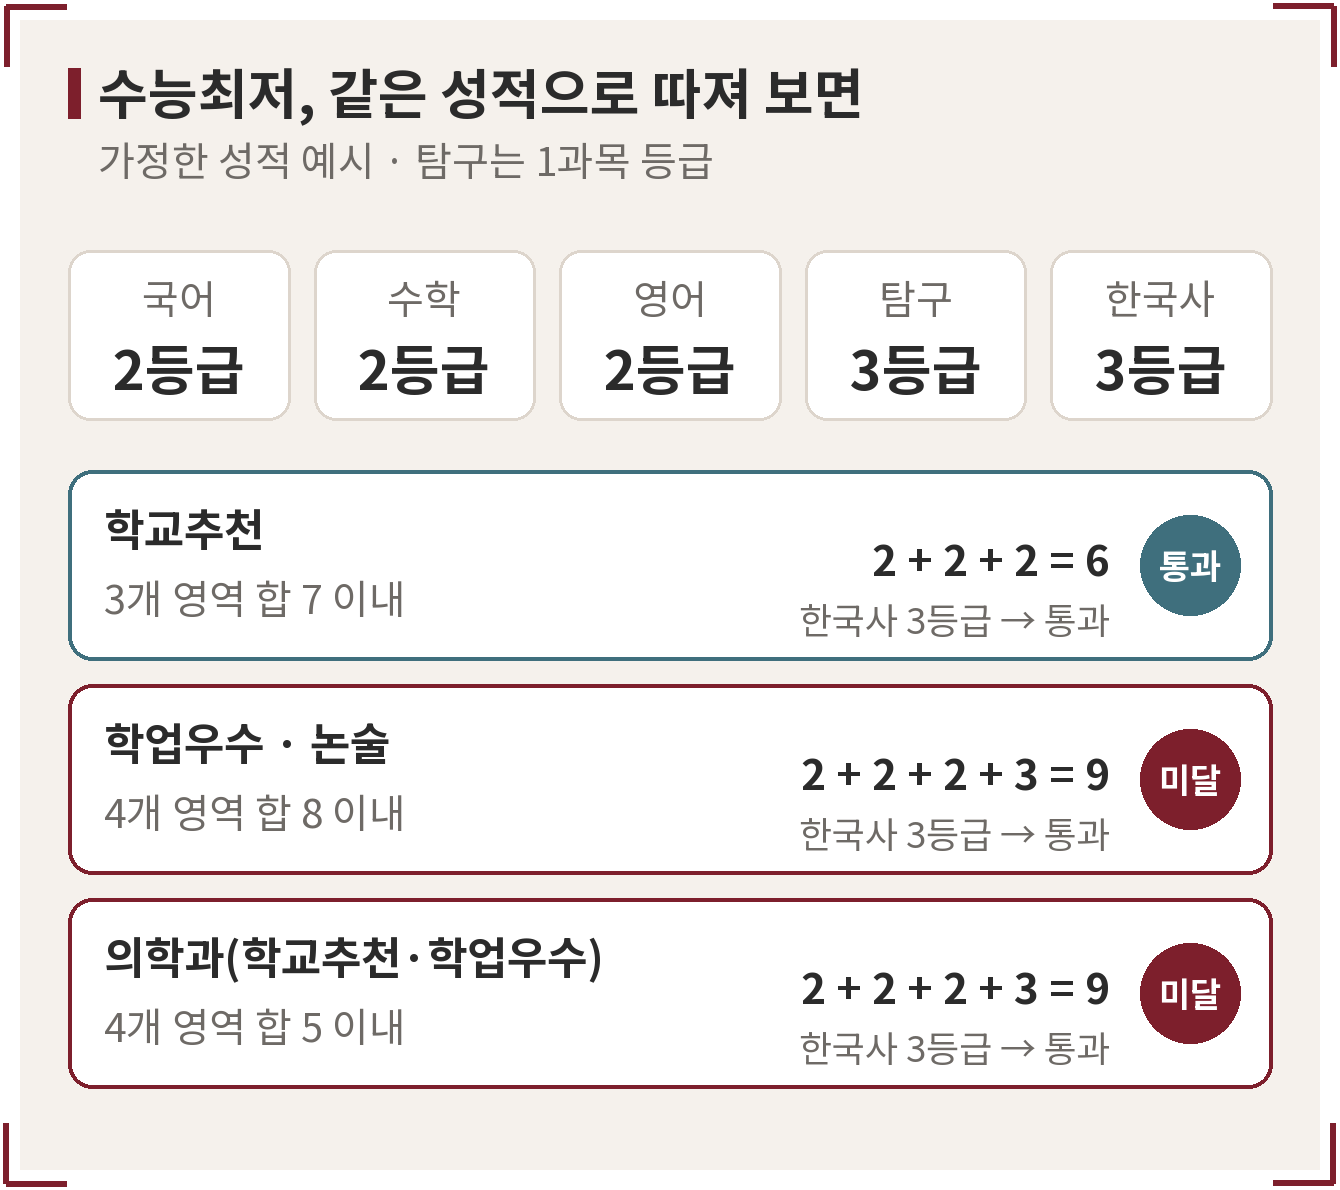 수능최저, 같은 성적으로 따져 보면
가정한 성적 예시 · 탐구는 1과목 등급
국어
2등급
수학
2등급
영어
2등급
탐구
3등급
한국사
3등급
학교추천
3개 영역 합 7 이내
2 + 2 + 2 = 6
한국사 3등급 → 통과
통과
학업우수 · 논술
4개 영역 합 8 이내
2 + 2 + 2 + 3 = 9
한국사 3등급 → 통과
미달
의학과(학교추천·학업우수)
4개 영역 합 5 이내
2 + 2 + 2 + 3 = 9
한국사 3등급 → 통과
미달